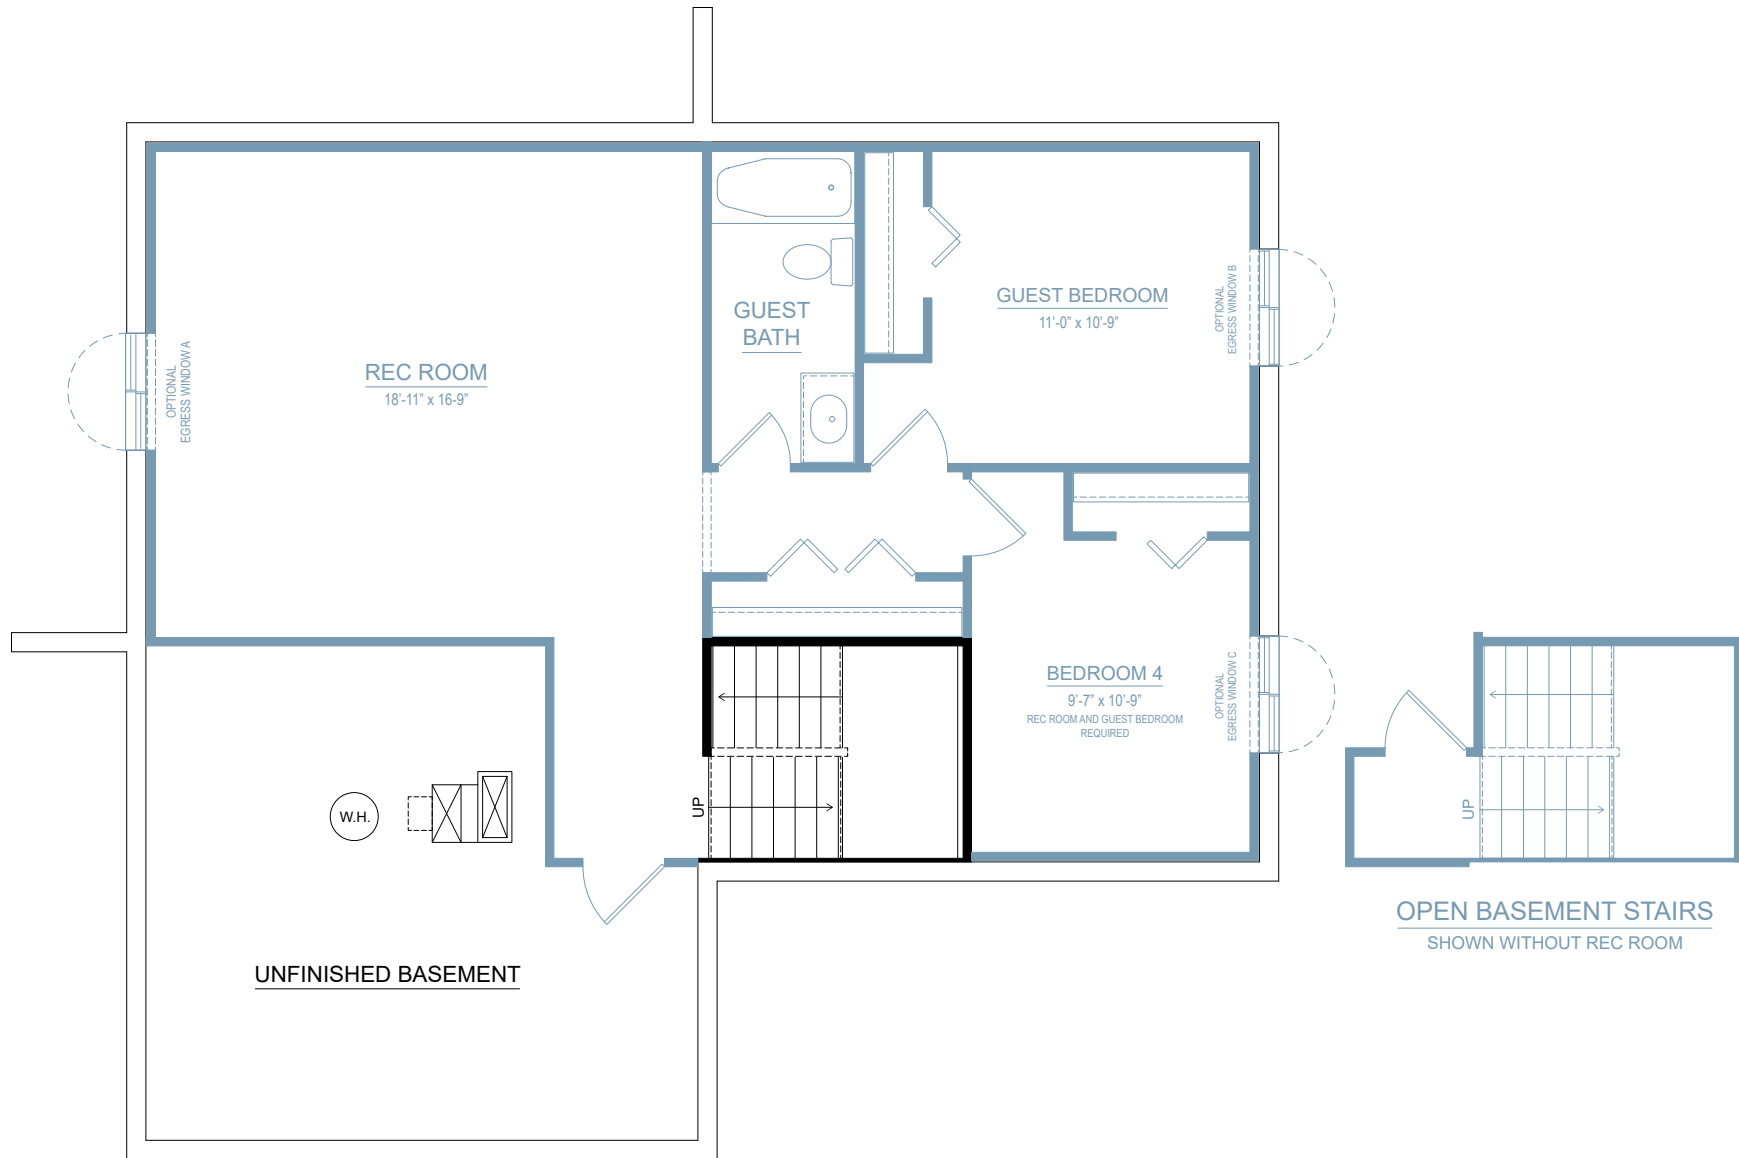 GUEST
BATH
GUEST BEDROOM
11'-0" x 10'-9"
OPTIONAL
EGRESS WINDOW B
REC ROOM
18'-11" x 16-9"
OPTIONAL
EGRESS WINDOW A
BEDROOM 4
9'-7" x 10'-9"
REC ROOM AND GUEST BEDROOM
REQUIRED
OPTIONAL
EGRESS WINDOW C
W.H.
UP
UP
OPEN BASEMENT STAIRS
SHOWN WITHOUT REC ROOM
UNFINISHED BASEMENT